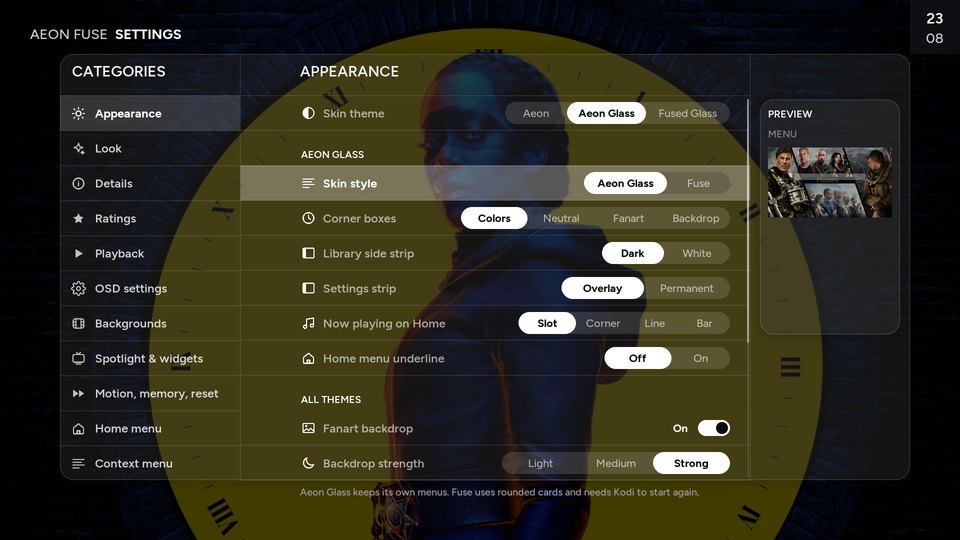 AEON FUSE SETTINGS
23
08
CATEGORIES
Appearance
Look
Details
Ratings
Playback
OSD settings
Backgrounds
Spotlight & widgets
Motion, memory, reset
Home menu
Context menu
APPEARANCE
Skin theme Aeon Aeon Glass Fused Glass
AEON GLASS
Skin style Aeon Glass Fuse
Corner boxes Colors Neutral Fanart Backdrop
Library side strip Dark White
Settings strip Overlay Permanent
Now playing on Home Slot Corner Line Bar
Home menu underline Off On
ALL THEMES
Fanart backdrop On
Backdrop strength Light Medium Strong
Aeon Glass keeps its own menus. Fuse uses rounded cards and needs Kodi to start again.
PREVIEW
MENU
VI
III
VIII
IV